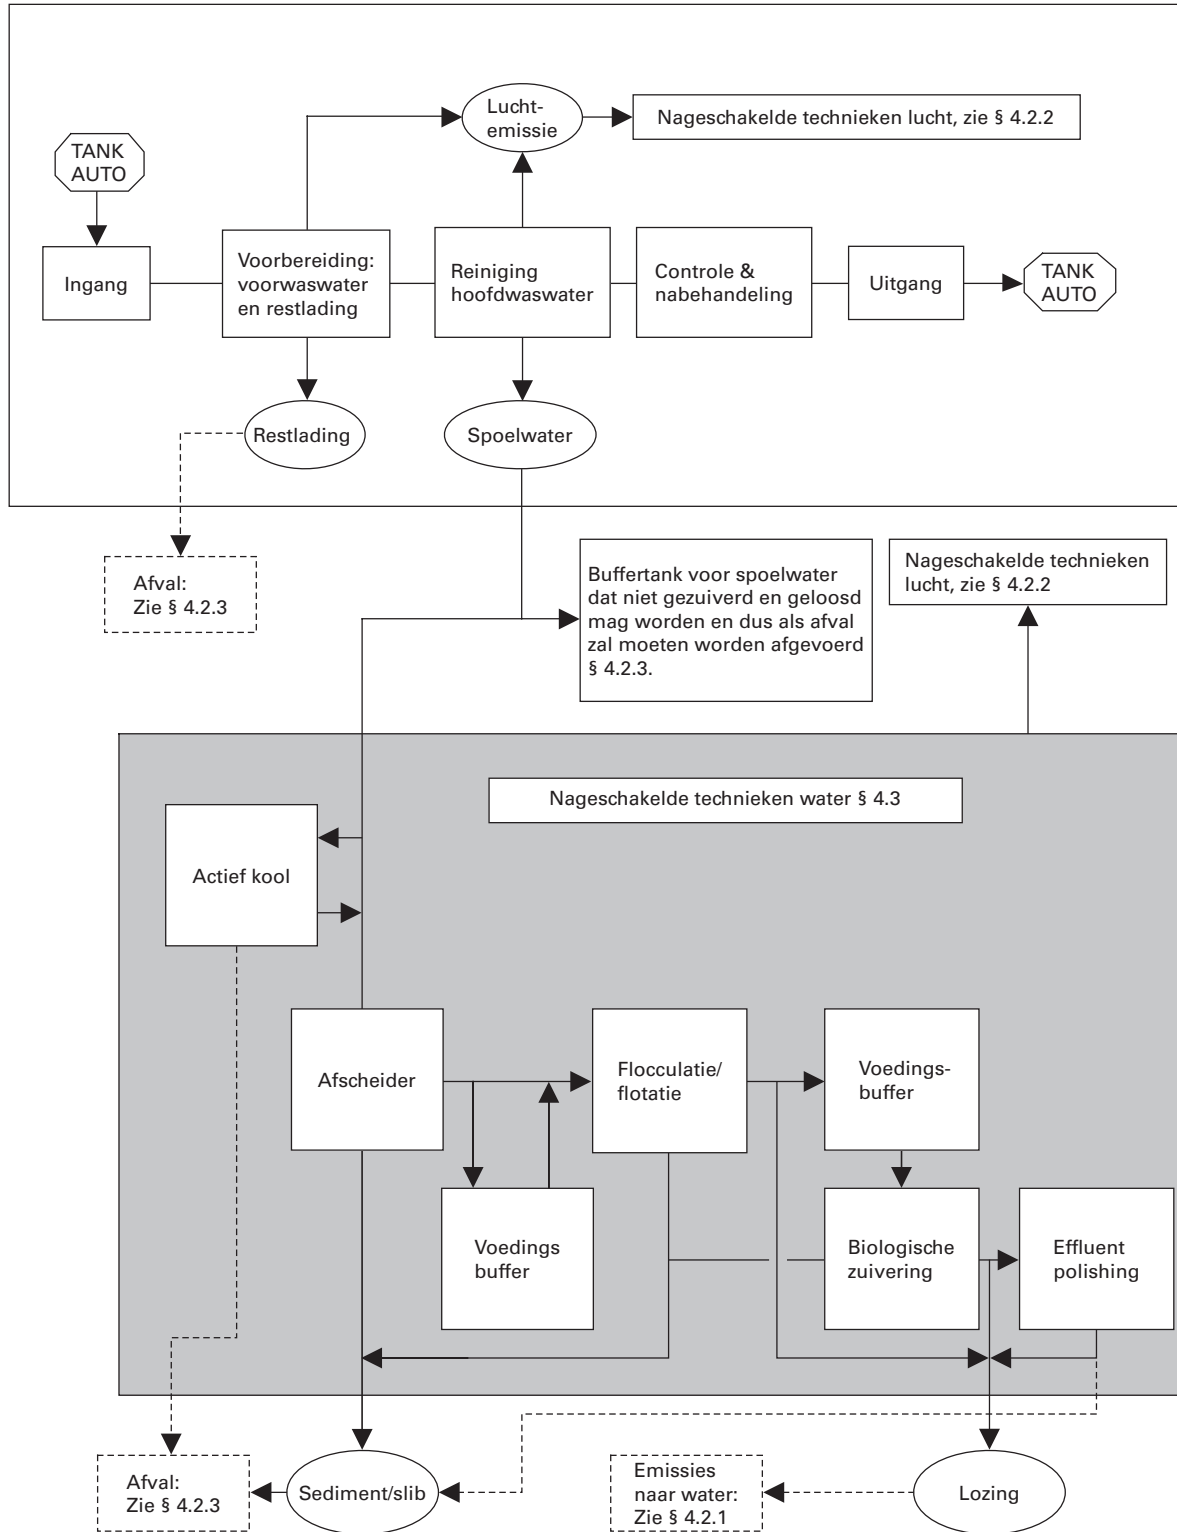 Lucht-
emissie
Nageschakelde technieken lucht, zie § 4.2.2
TANK
AUTO
Ingang
Voorbereiding:
voorwaswater
en restlading
Reiniging
hoofdwaswater
Controle &
nabehandeling
Uitgang
TANK
AUTO
Restlading
Spoelwater
Afval:
Zie § 4.2.3
Buffertank voor spoelwater
dat niet gezuiverd en geloosd
mag worden en dus als afval
zal moeten worden afgevoerd
§ 4.2.3.
Nageschakelde technieken
lucht, zie § 4.2.2
Nageschakelde technieken water § 4.3
Actief kool
Afscheider
Flocculatie/
flotatie
Voedings-
buffer
Voedings
buffer
Biologische
zuivering
Effluent
polishing
Afval:
Zie § 4.2.3
Sediment/slib
Emissies
naar water:
Zie § 4.2.1
Lozing